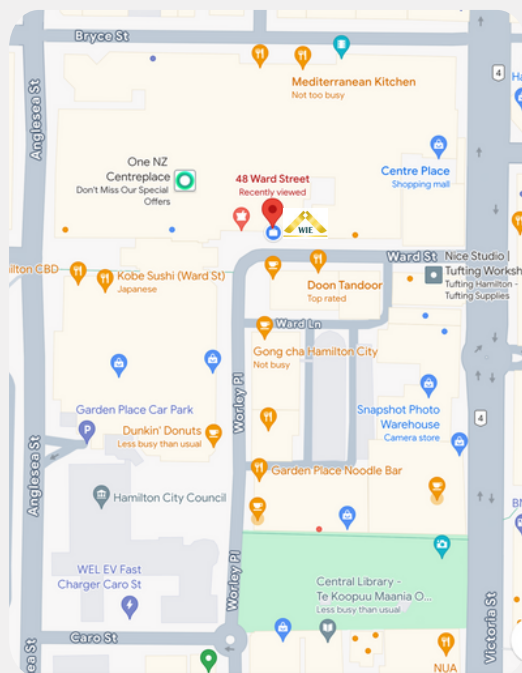 Bryce St
Mediterranean Kitchen
Not too busy
4
Ha
Anglesea St
One NZ
Centreplace
Don't Miss Our Special
Offers
48 Ward Street
Recently viewed
WIE
Centre Place
Shopping mall
Ward St
Nice Studio |
Tufting Worksh
Tufting Hamilton -
Tufting Supplies
ilton CBD
Kobe Sushi (Ward St)
Japanese
Doon Tandoor
Top rated
Ward Ln
Gong cha Hamilton City
Not busy
Worley Pl
Garden Place Car Park
P
Dunkin' Donuts
Less busy than usual
Snapshot Photo
Warehouse
Camera store
4
Anglesea St
Garden Place Noodle Bar
Hamilton City Council
BN
WEL EV Fast
Charger Caro St
Worley Pl
Central Library -
Te Koopuu Maania O...
Less busy than usual
Victoria St
Caro St
ea St
NUA